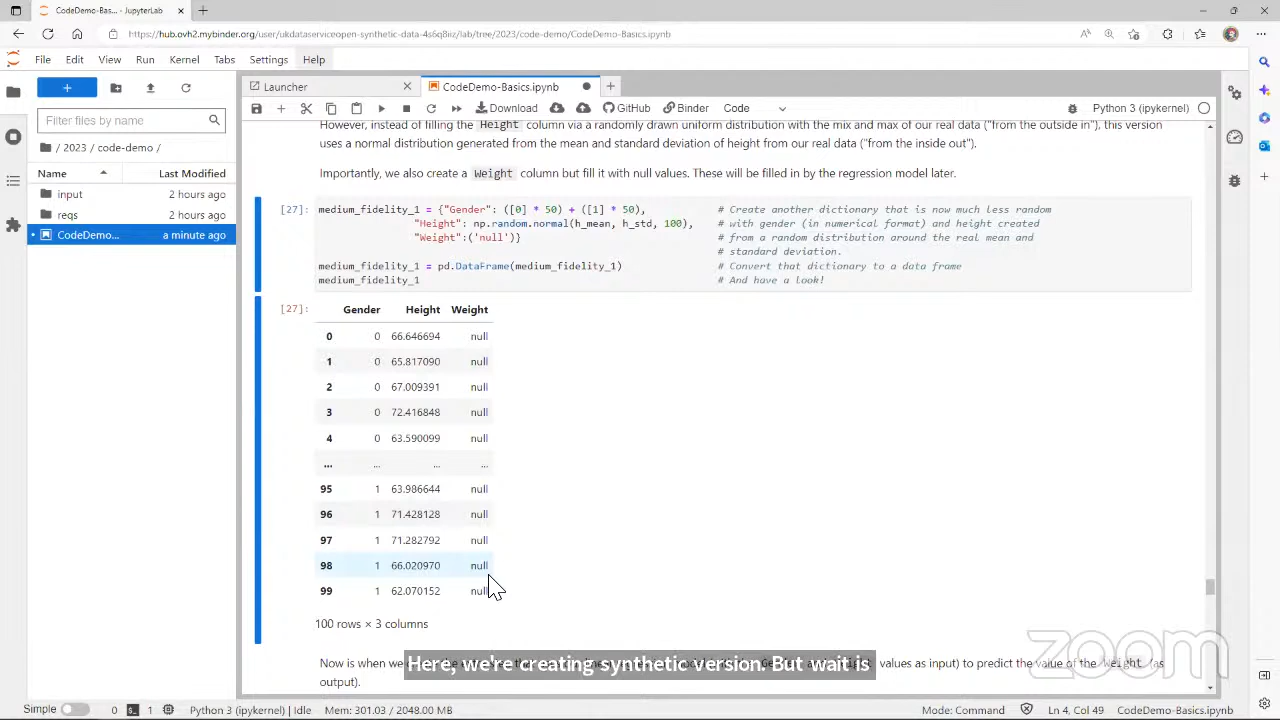 CodeDemo-Bas... - JupyterLab
https://hub.ovh2.mybinder.org/user/ukdataserviceopen-synthetic-data-4s6q8iiz/lab/tree/2023/code-demo/CodeDemo-Basics.ipynb
File Edit View Run Kernel Tabs Settings Help
Launcher
CodeDemo-Basics.ipynb
Download GitHub Binder Code Python 3 (ipykernel)
Filter files by name
/ 2023 / code-demo /
Name Last Modified
input 2 hours ago
reqs 2 hours ago
CodeDemo... a minute ago
However, instead of filling the Height column via a randomly drawn uniform distribution with the mix and max of our real data ("from the outside in"), this version
uses a normal distribution generated from the mean and standard deviation of height from our real data ("from the inside out").
Importantly, we also create a Weight column but fill it with null values. These will be filled in by the regression model later.
[27]: medium_fidelity_1 = {"Gender": ([0] * 50) + ([1] * 50), # Create another dictionary that is now much less random
"Height": np.random.normal(h_mean, h_std, 100), # with gender (in numerical format) and height created
"Weight":('null')} # from a random distribution around the real mean and
# standard deviation.
medium_fidelity_1 = pd.DataFrame(medium_fidelity_1) # Convert that dictionary to a data frame
medium_fidelity_1 # And have a look!
[27]: Gender Height Weight
0 0 66.646694 null
1 0 65.817090 null
2 0 67.009391 null
3 0 72.416848 null
4 0 63.590099 null
... ... ... ...
95 1 63.986644 null
96 1 71.428128 null
97 1 71.282792 null
98 1 66.020970 null
99 1 62.070152 null
100 rows × 3 columns
Now is when we
values as input) to predict the value of the Weight (as
output).
Here, we're creating synthetic version. But wait is
zoom
Simple 0 1 Python 3 (ipykernel) | Idle Mem: 301.03 / 2048.00 MB Mode: Command Ln 4, Col 49 CodeDemo-Basics.ipynb